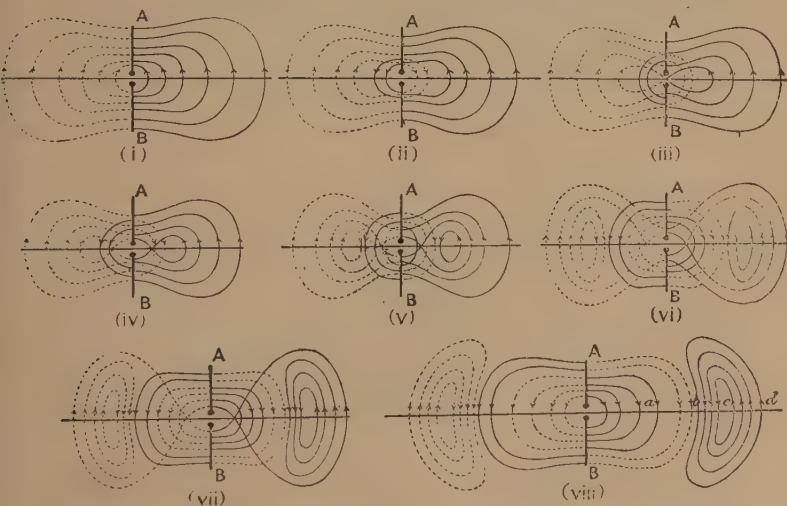 A A A
B B B
(i) (ii) (iii)
A A A
B B B
(iv) (v) (vi)
A A
a b c d
B B
(vii) (viii)